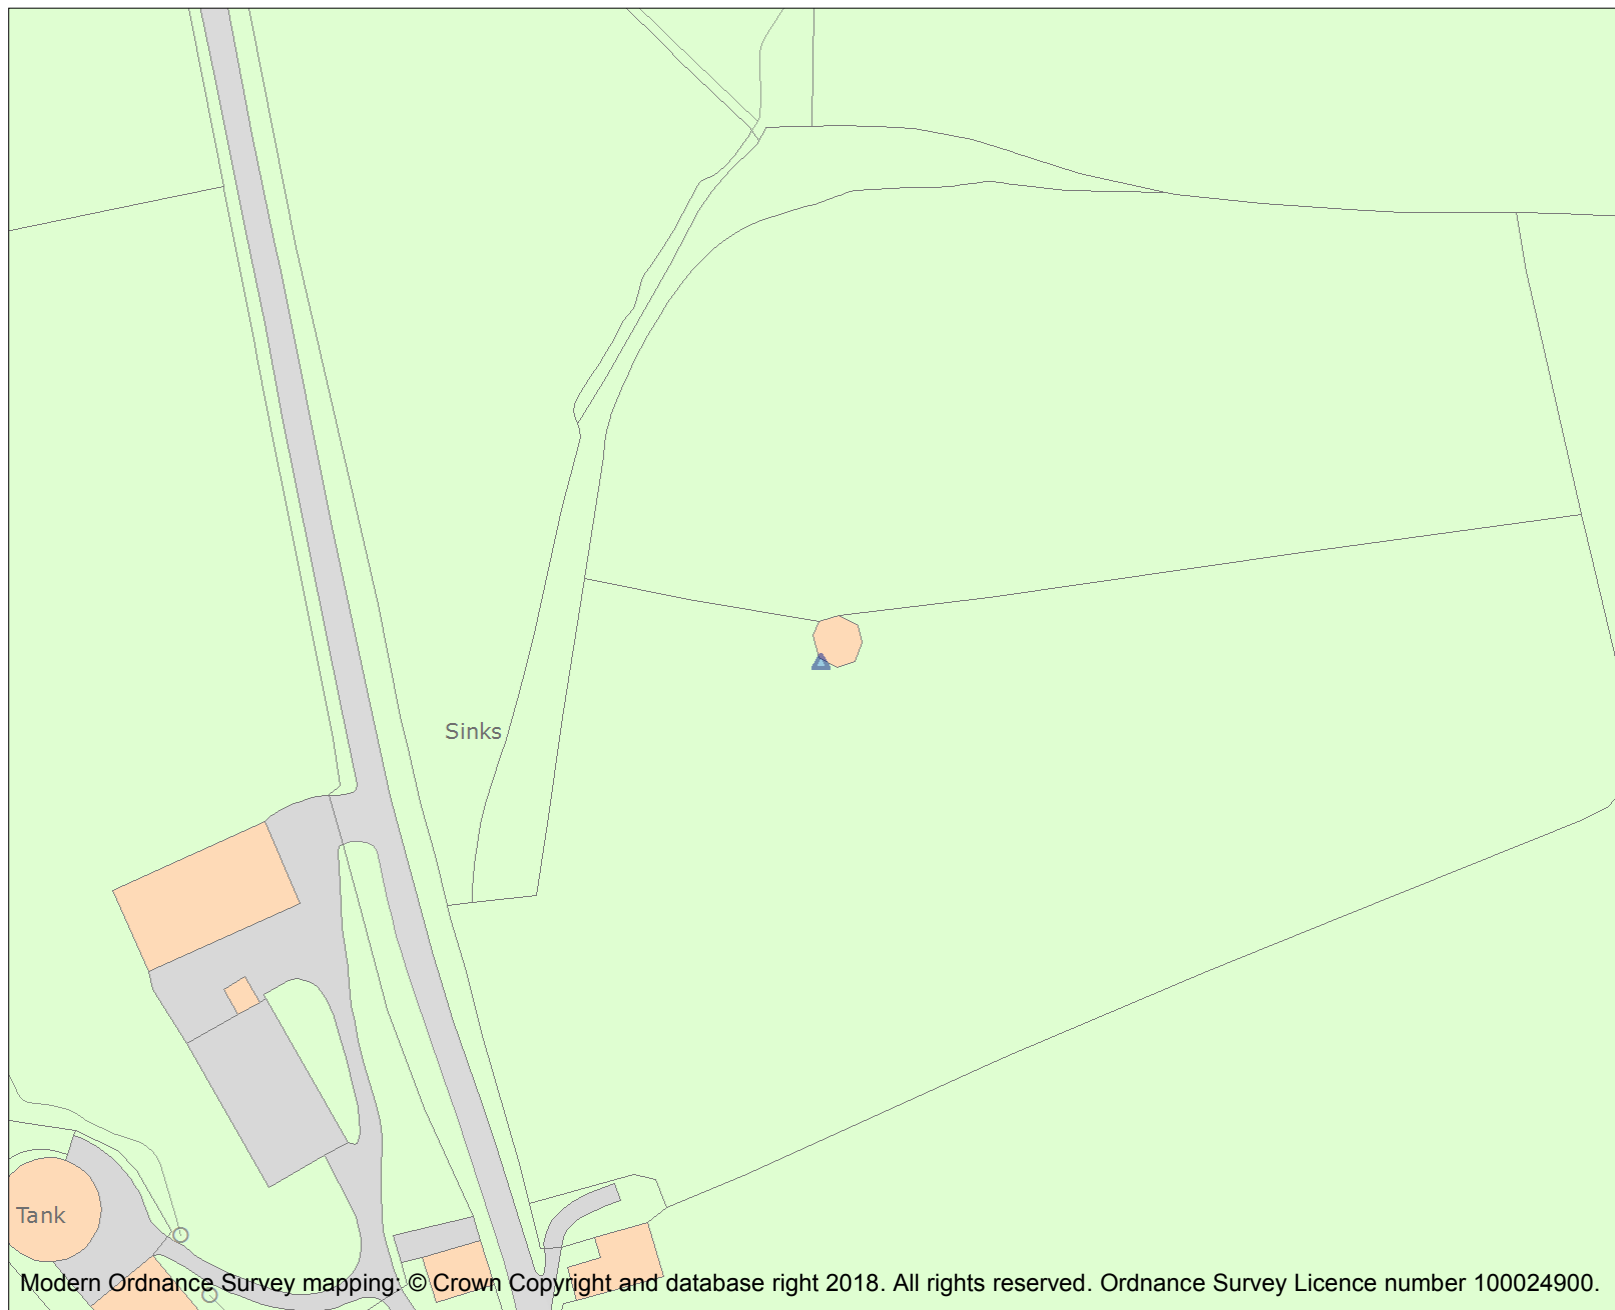 Sinks
Tank
Modern Ordnance Survey mapping: © Crown Copyright and database right 2018. All rights reserved. Ordnance Survey Licence number 100024900.